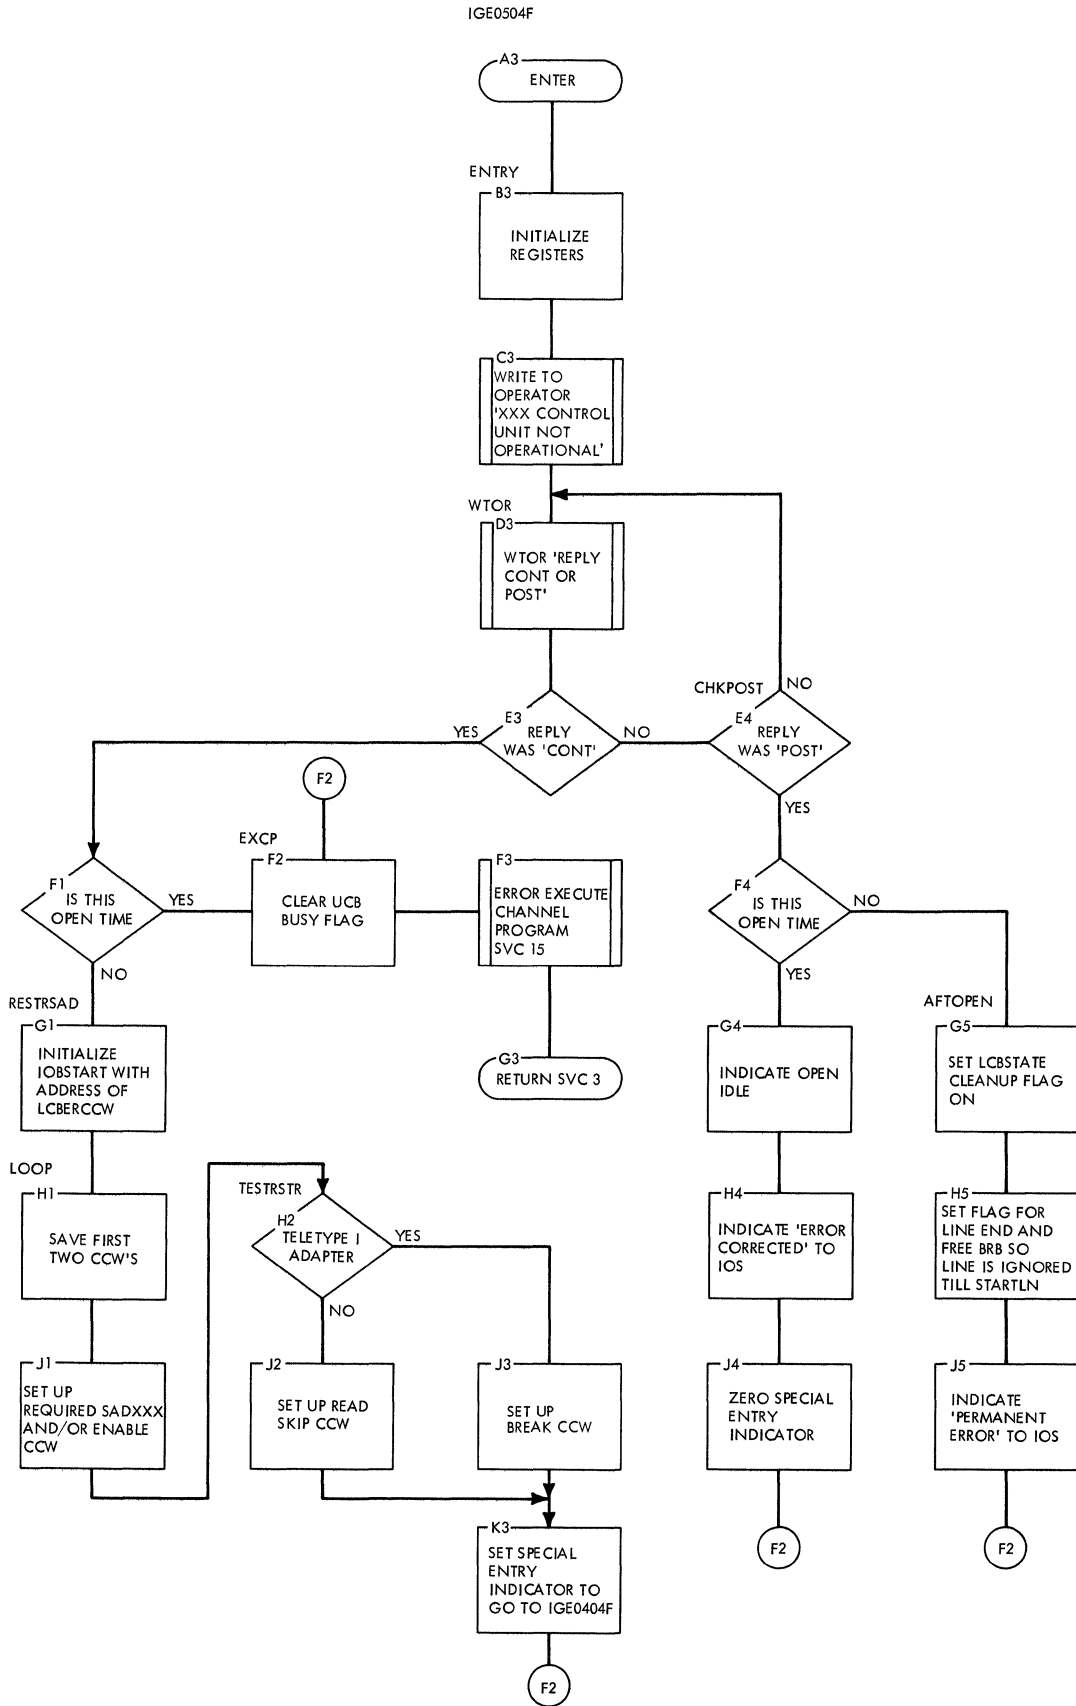 IGE0504F
A3
ENTER
ENTRY
B3
INITIALIZE
REGISTERS
C3
WRITE TO
OPERATOR
'XXX CONTROL
UNIT NOT
OPERATIONAL'
WTOR
D3
WTOR 'REPLY
CONT OR
POST'
CHKPOST
NO
E3
REPLY
WAS 'CONT'
YES
NO
E4
REPLY
WAS 'POST'
YES
F2
EXCP
F1
IS THIS
OPEN TIME
YES
NO
F2
CLEAR UCB
BUSY FLAG
F3
ERROR EXECUTE
CHANNEL
PROGRAM
SVC 15
F4
IS THIS
OPEN TIME
NO
YES
RESTRSAD
G1
INITIALIZE
IOBSTART WITH
ADDRESS OF
LCBERCCW
G3
RETURN SVC 3
G4
INDICATE OPEN
IDLE
AFTOPEN
G5
SET LCBSTATE
CLEANUP FLAG
ON
LOOP
H1
SAVE FIRST
TWO CCW'S
TESTRSTR
H2
TELETYPE I
ADAPTER
YES
NO
H4
INDICATE 'ERROR
CORRECTED' TO
IOS
H5
SET FLAG FOR
LINE END AND
FREE BRB SO
LINE IS IGNORED
TILL STARTLN
J1
SET UP
REQUIRED SADXXX
AND/OR ENABLE
CCW
J2
SET UP READ
SKIP CCW
J3
SET UP
BREAK CCW
J4
ZERO SPECIAL
ENTRY
INDICATOR
J5
INDICATE
'PERMANENT
ERROR' TO IOS
K3
SET SPECIAL
ENTRY
INDICATOR TO
GO TO IGE0404F
F2
F2
F2